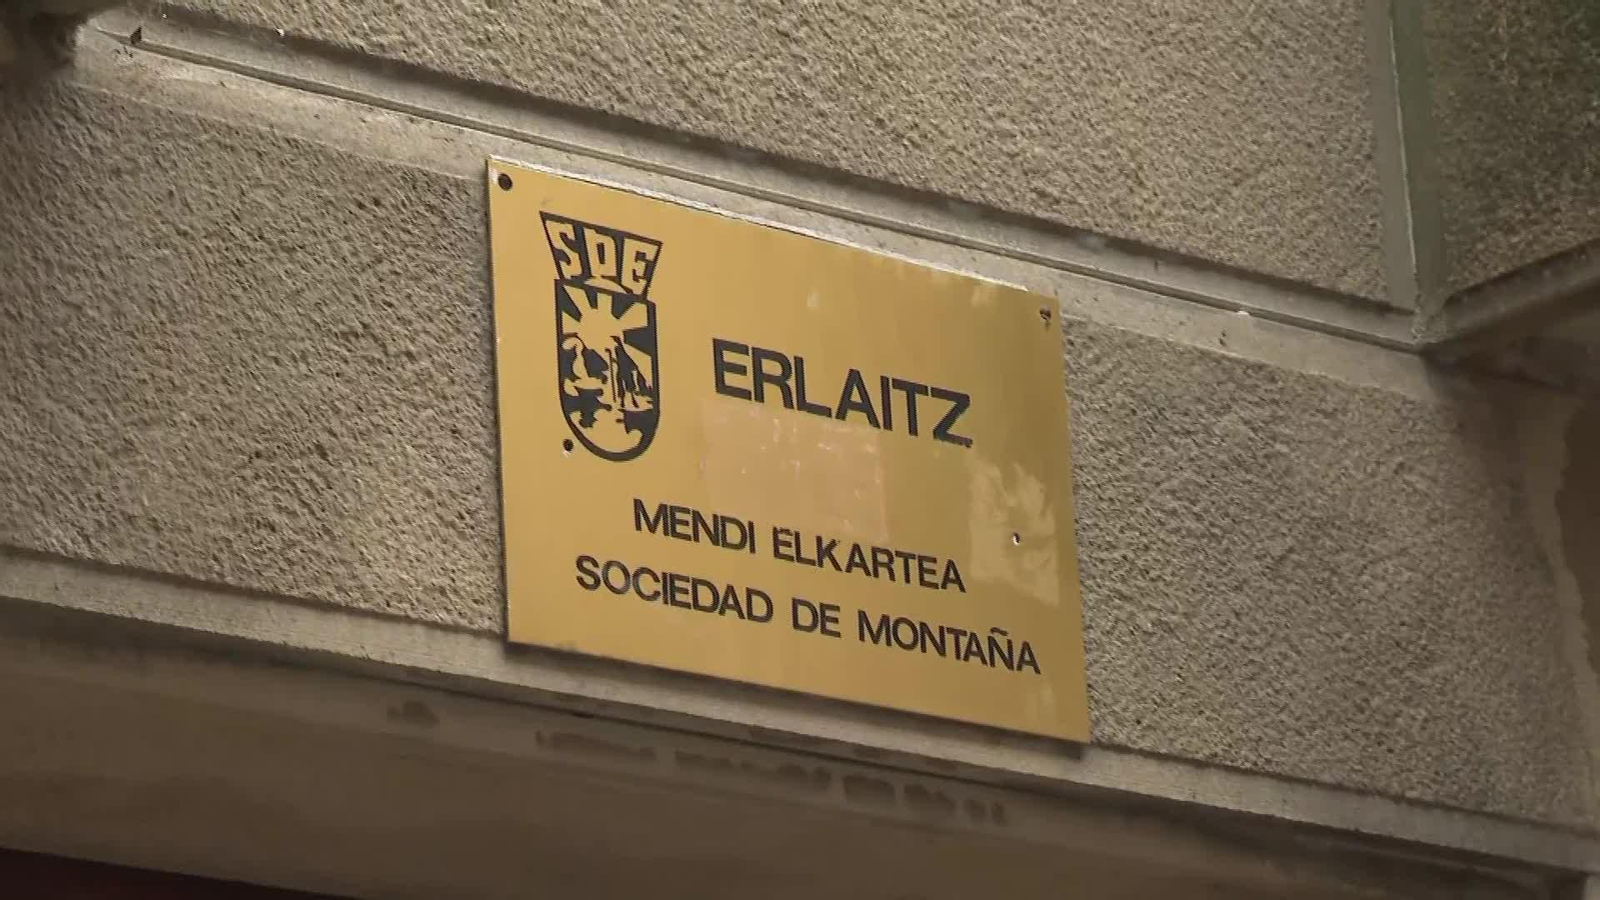 SDE
ERLAITZ
MENDI ELKARTEA
SOCIEDAD DE MONTAÑA